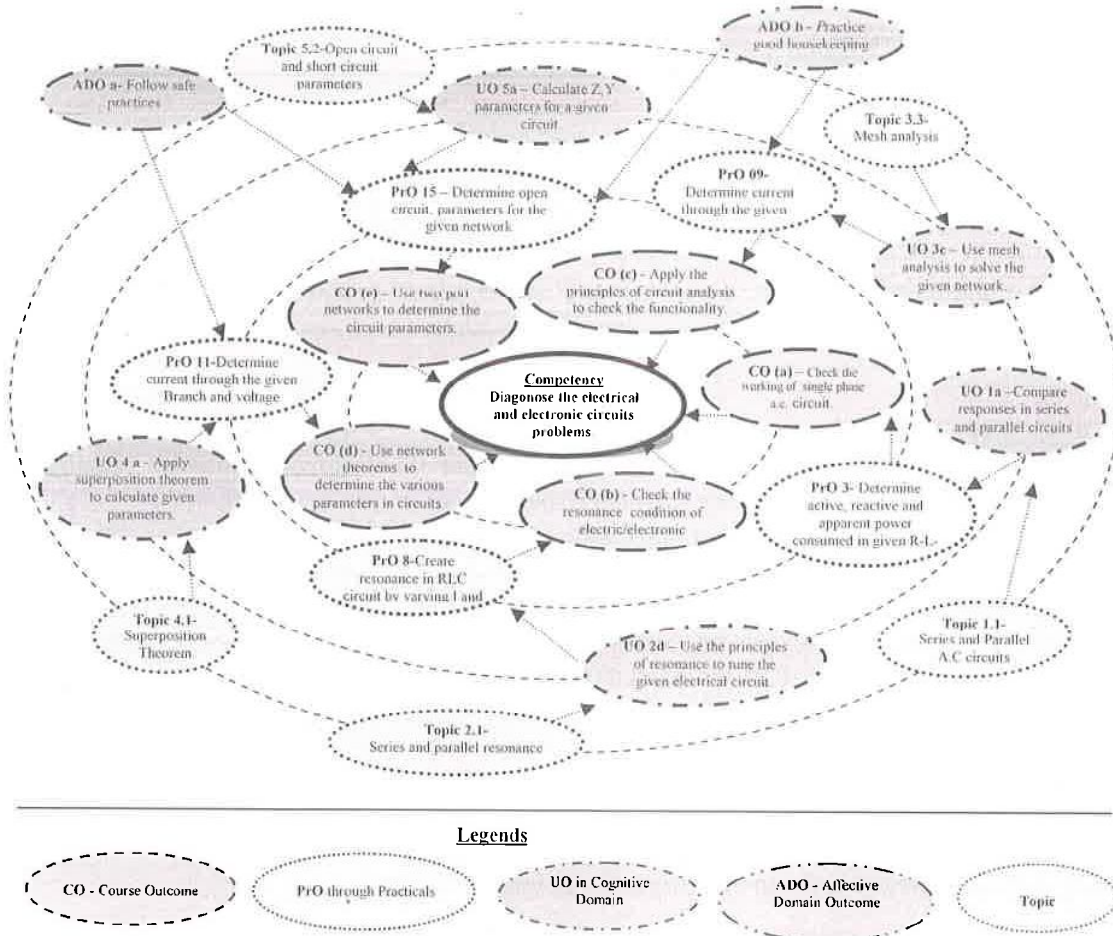 ADO b - Practice
good housekeeping
Topic 5.2-Open circuit
and short circuit
parameters
ADO a- Follow safe
practices
UO 5a – Calculate Z,Y
parameters for a given
circuit.
Topic 3.3-
Mesh analysis
PrO 15 – Determine open
circuit, parameters for the
given network
PrO 09-
Determine current
through the given
UO 3c – Use mesh
analysis to solve the
given network.
CO (e) – Use two port
networks to determine the
circuit parameters.
CO (c) - Apply the
principles of circuit analysis
to check the functionality.
PrO 11-Determine
current through the given
Branch and voltage
Competency
Diagonose the electrical
and electronic circuits
problems
CO (a) – Check the
working of single phase
a.c. circuit.
UO 1a –Compare
responses in series
and parallel circuits
UO 4 a - Apply
superposition theorem
to calculate given
parameters.
CO (d) - Use network
theorems to
determine the various
parameters in circuits.
CO (b) - Check the
resonance condition of
electric/electronic
PrO 3- Determine
active, reactive and
apparent power
consumed in given R-L-
PrO 8-Create
resonance in RLC
circuit by varying L and
Topic 4.1-
Superposition
Theorem.
UO 2d – Use the principles
of resonance to tune the
given electrical circuit.
Topic 1.1-
Series and Parallel
A.C circuits
Topic 2.1-
Series and parallel resonance
Legends
CO - Course Outcome
PrO through Practicals
UO in Cognitive
Domain
ADO - Affective
Domain Outcome
Topic